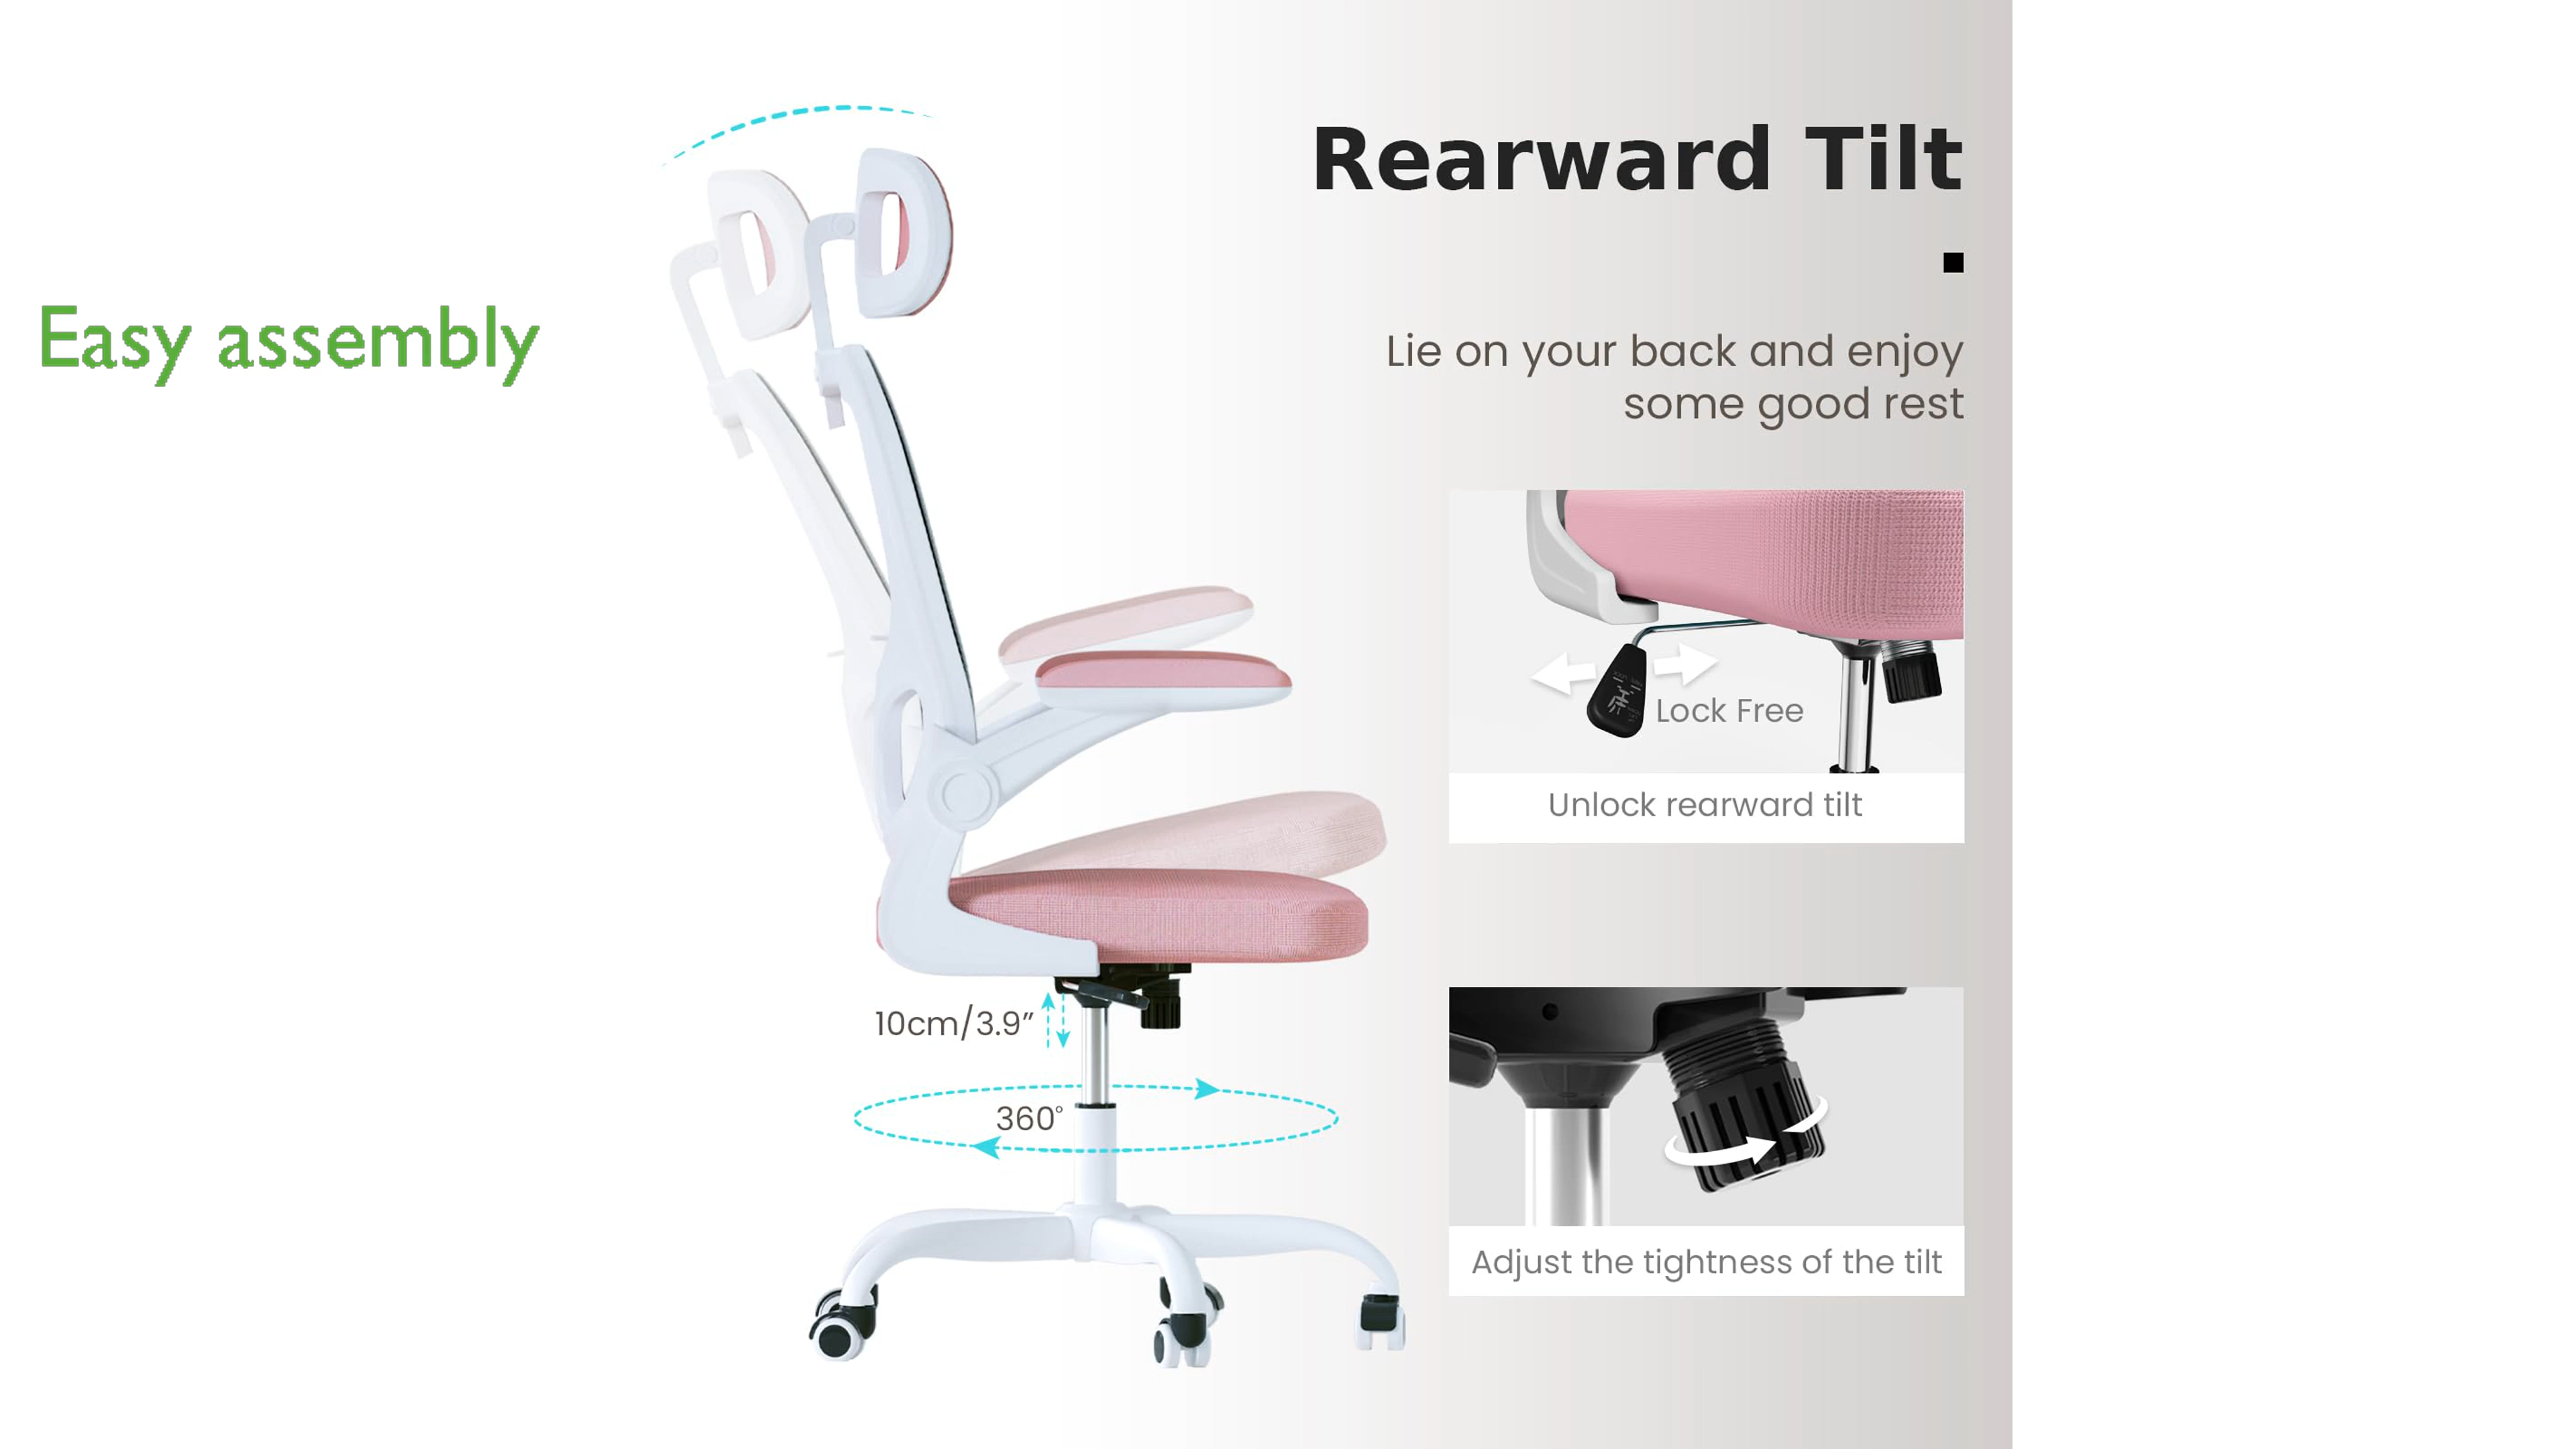 Easy assembly
Rearward Tilt
Lie on your back and enjoy
some good rest
Lock Free
Unlock rearward tilt
10cm/3.9”
360°
Adjust the tightness of the tilt